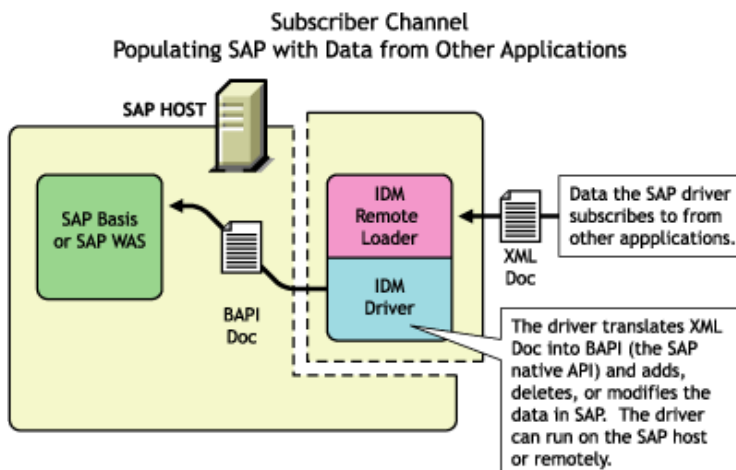 Subscriber Channel
Populating SAP with Data from Other Applications
SAP HOST
SAP Basis
or SAP WAS
BAPI
Doc
IDM
Remote
Loader
IDM
Driver
XML
Doc
Data the SAP driver
subscribes to from
other appplications.
The driver translates XML
Doc into BAPI (the SAP
native API) and adds,
deletes, or modifies the
data in SAP. The driver
can run on the SAP host
or remotely.